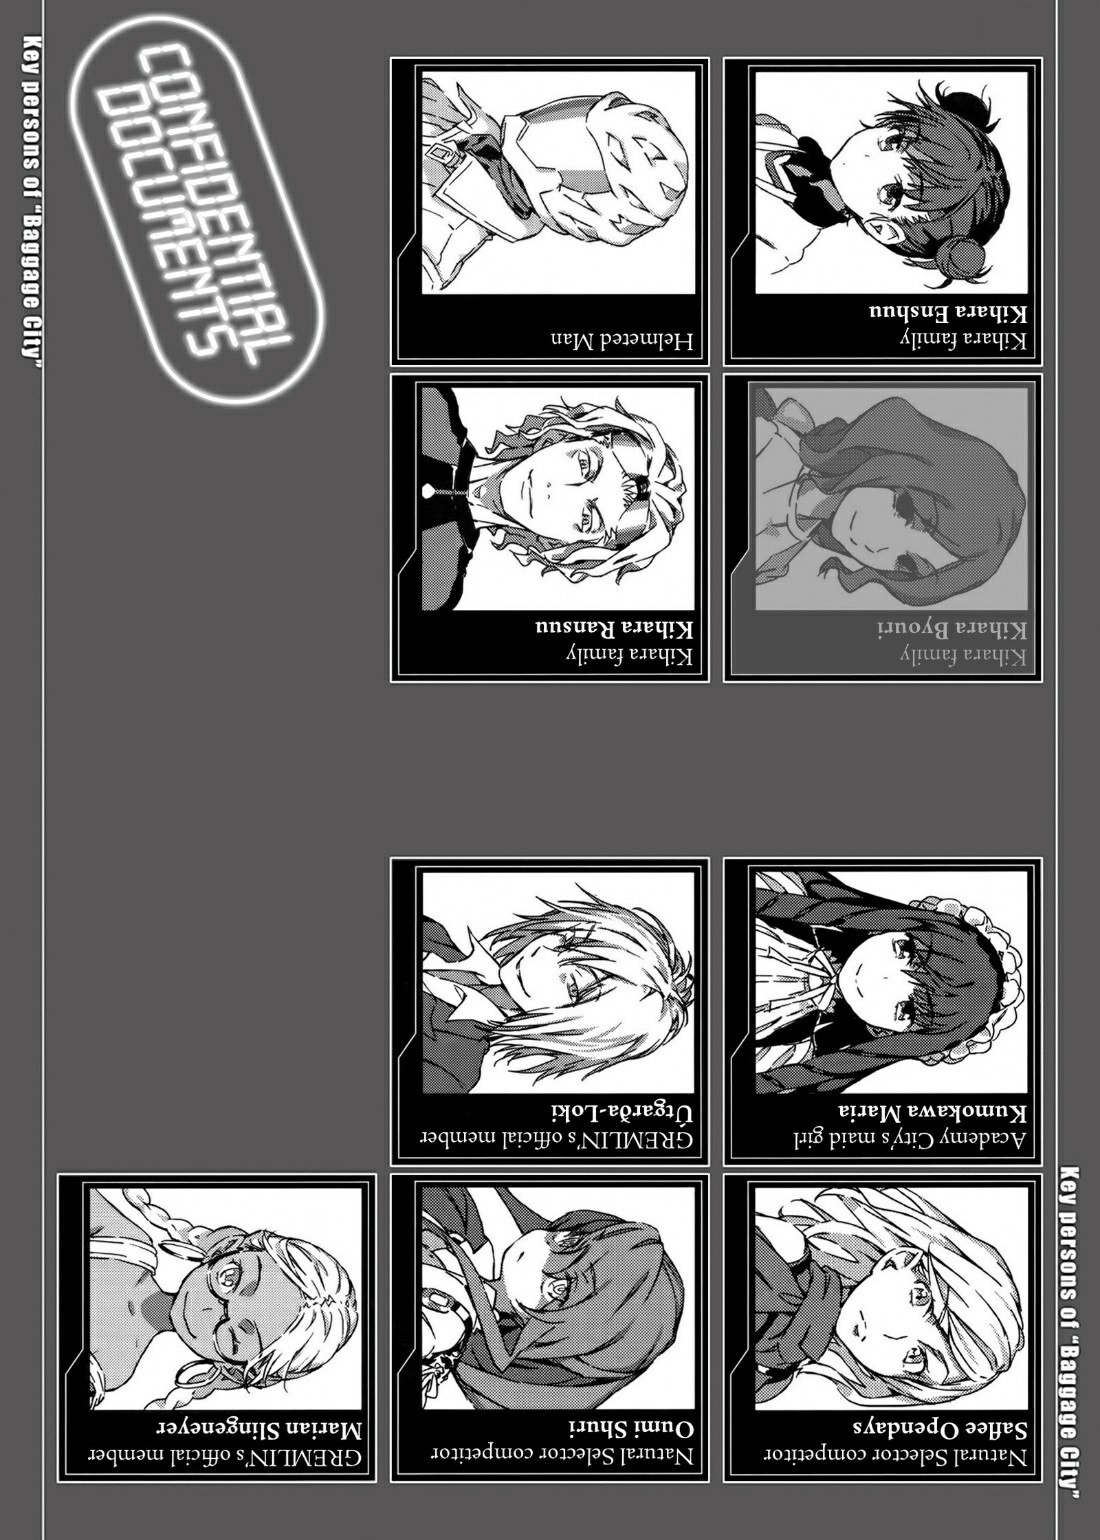 Key persons of "Baggage City"
CONFIDENTIAL
DOCUMENTS
Helmeted Man
Kihara family
Kihara Enshuu
Kihara family
Kihara Ransuu
Kihara family
Kihara Byouri
GREMLIN's official member
Útgarða-Loki
Academy City's maid girl
Kumokawa Maria
GREMLIN's official member
Marian Slingeneyer
Natural Selector competitor
Oumi Shuri
Natural Selector competitor
Saflee Opendays
Key persons of "Baggage City"